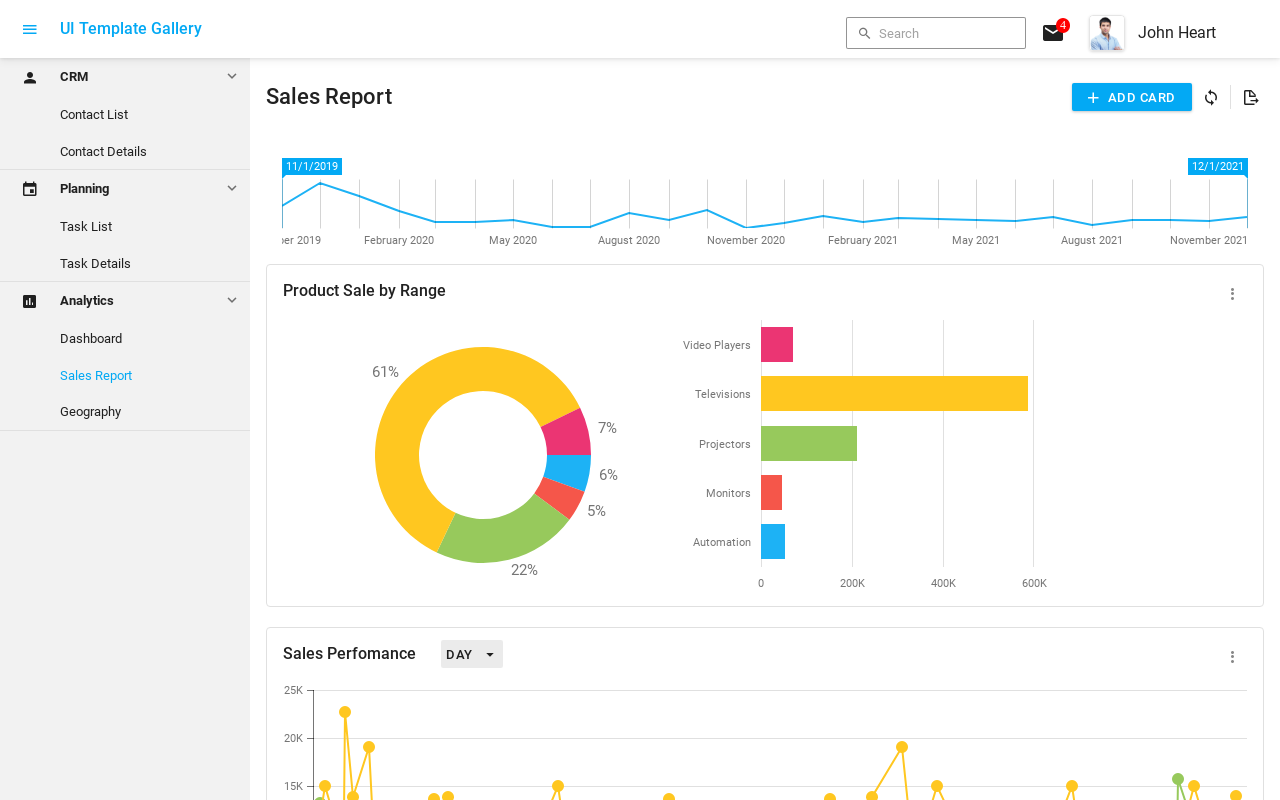 UI Template Gallery
Search
4
John Heart
CRM
Contact List
Contact Details
Planning
Task List
Task Details
Analytics
Dashboard
Sales Report
Geography
Sales Report
ADD CARD
11/1/2019
12/1/2021
ber 2019
February 2020
May 2020
August 2020
November 2020
February 2021
May 2021
August 2021
November 2021
Product Sale by Range
61%
7%
6%
5%
22%
Video Players
Televisions
Projectors
Monitors
Automation
0
200K
400K
600K
Sales Perfomance
DAY
25K
20K
15K